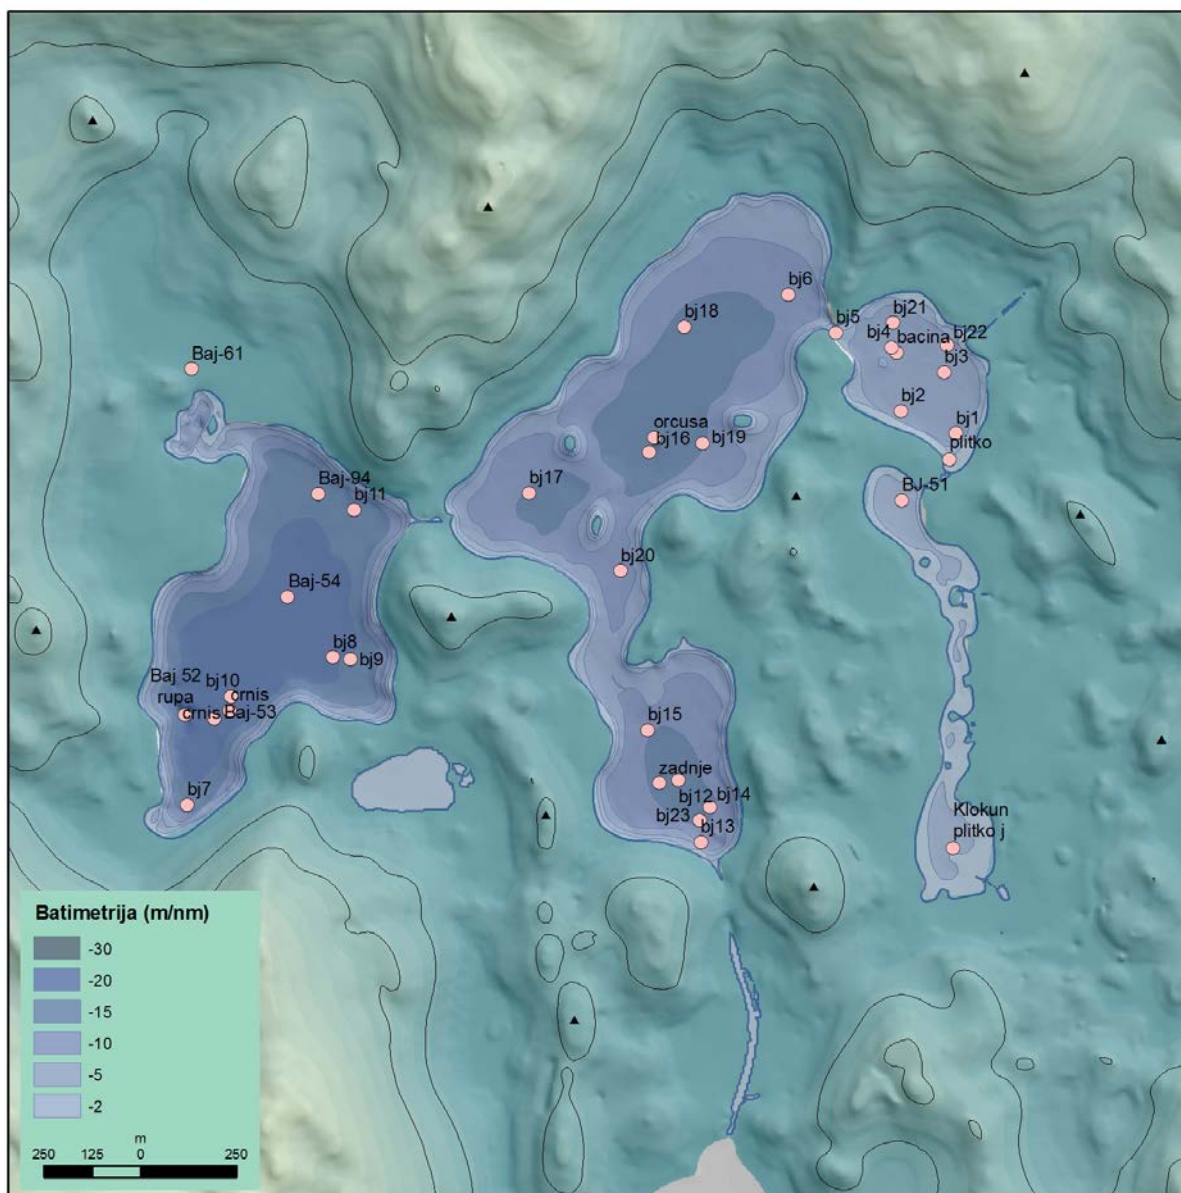 bj6
bj18
bj5
bj21
bj4
bacina
bj22
bj3
Baj-61
bj2
bj1
plitko
orcusa
bj16
bj19
BJ-51
Baj-94
bj11
bj17
bj20
Baj-54
bj8
bj9
Baj 52
rupa
bj10
crnis
crnis
Baj-53
bj7
bj15
zadnje
bj12
bj14
bj23
bj13
Klokun
plitko j
Batimetrija (m/nm)
-30
-20
-15
-10
-5
-2
m
250 125 0 250